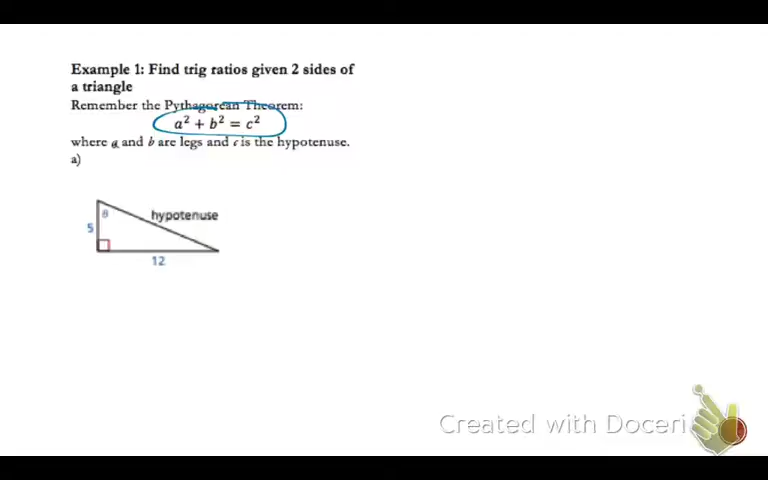 Example 1: Find trig ratios given 2 sides of
a triangle
Remember the Pythagorean Theorem:
a² + b² = c²
where a and b are legs and c is the hypotenuse.
a)
θ
hypotenuse
5
12
Created with Doceri